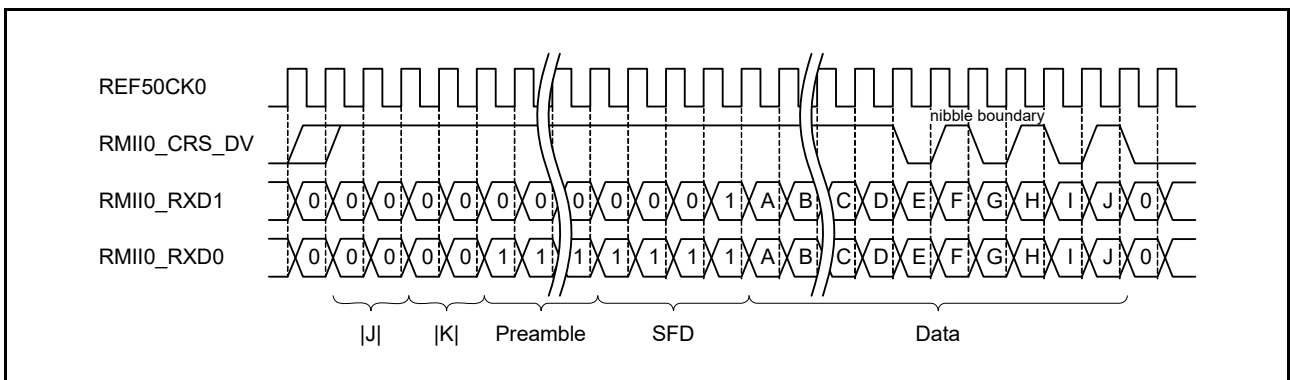 REF50CK0
nibble boundary
RMII0_CRS_DV
RMII0_RXD1 0 0 0 0 0 0 0 0 0 0 0 1 A B C D E F G H I J 0
RMII0_RXD0 0 0 0 0 0 1 1 1 1 1 1 1 A B C D E F G H I J 0
|J| |K| Preamble SFD Data